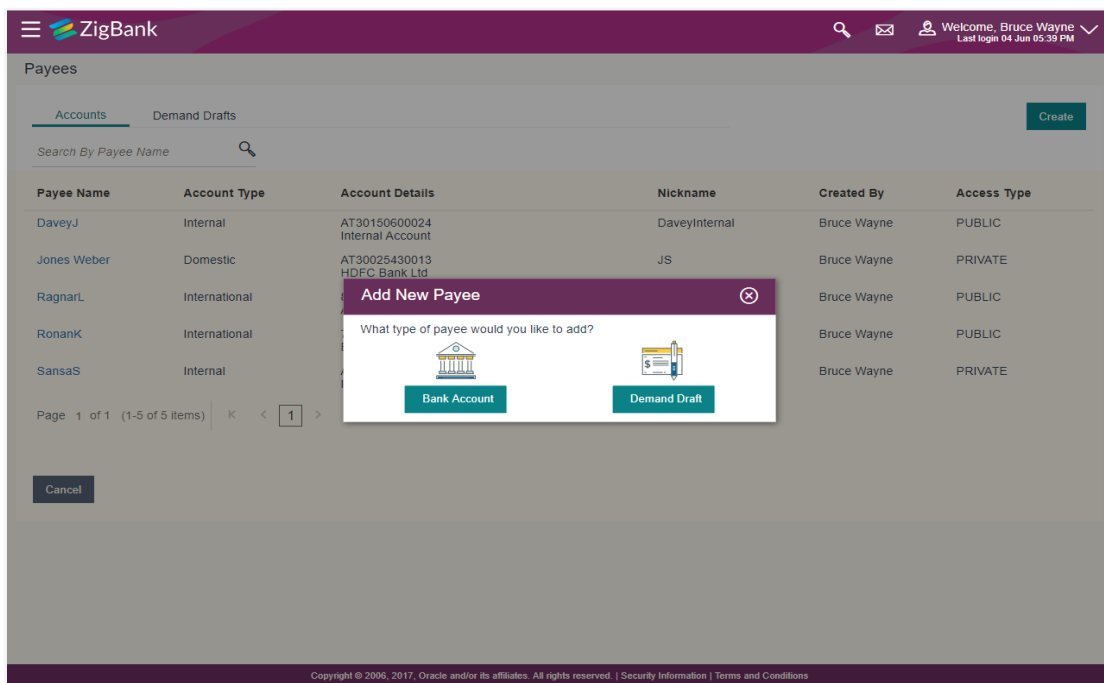 ZigBank
Welcome, Bruce Wayne
Last login 04 Jun 05:39 PM
Payees
Accounts Demand Drafts Create
Search By Payee Name
Payee Name Account Type Account Details Nickname Created By Access Type
DaveyJ Internal AT30150600024 DaveyInternal Bruce Wayne PUBLIC
Internal Account
Jones Weber Domestic AT30025430013 JS Bruce Wayne PRIVATE
HDFC Bank Ltd
RagnarL International Bruce Wayne PUBLIC
RonanK International Bruce Wayne PUBLIC
SansaS Internal Bruce Wayne PRIVATE
Add New Payee
What type of payee would you like to add?
$
Bank Account Demand Draft
Page 1 of 1 (1-5 of 5 items) K < 1 >
Cancel
Copyright © 2006, 2017, Oracle and/or its affiliates. All rights reserved. | Security Information | Terms and Conditions